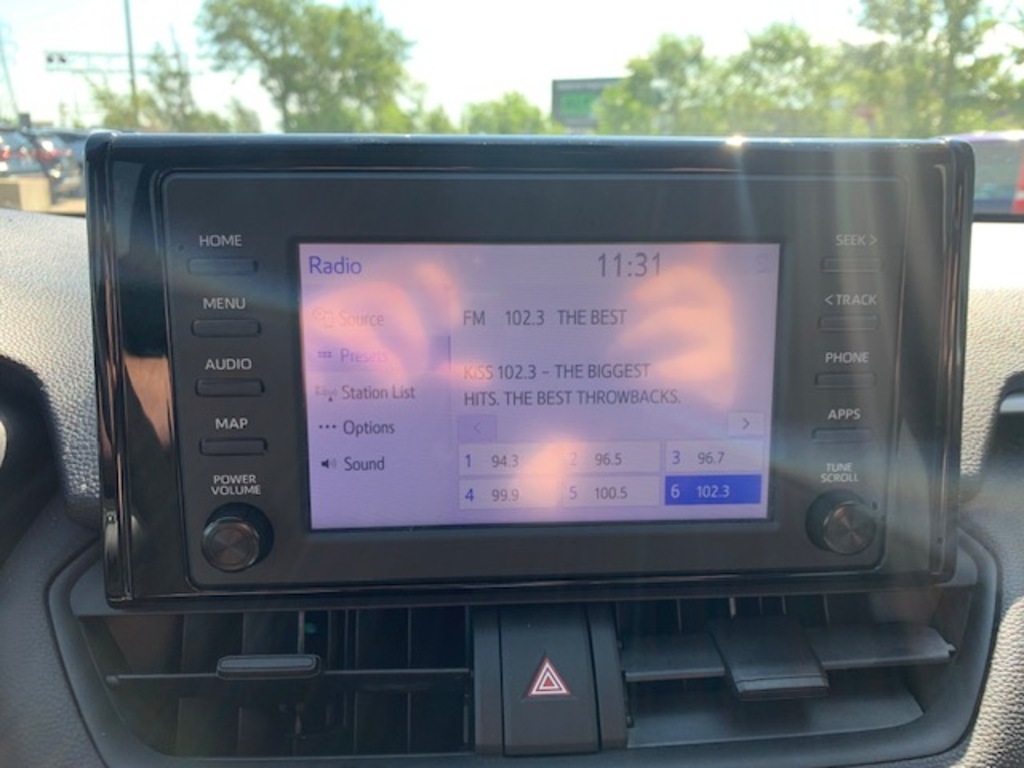 HOME
MENU
AUDIO
MAP
POWER
VOLUME
Radio
11:31
Source
Presets
Station List
Options
Sound
FM 102.3 THE BEST
KiSS 102.3 - THE BIGGEST
HITS. THE BEST THROWBACKS.
< >
1 94.3 2 96.5 3 96.7
4 99.9 5 100.5 6 102.3
SEEK >
< TRACK
PHONE
APPS
TUNE
SCROLL